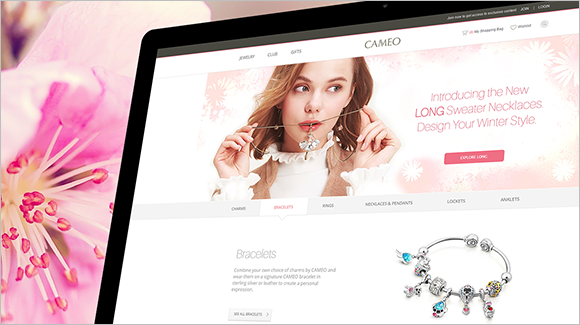 Join now to get access to exclusive content JOIN | LOGIN
JEWELRY CLUB GIFTS CAMEO My Shopping Bag Wishlist
Introducing the New
LONG Sweater Necklaces.
Design Your Winter Style.
EXPLORE LONG
CHARMS BRACELETS RINGS NECKLACES & PENDANTS LOCKETS ANKLETS
Bracelets
Combine your own choice of charms by CAMEO and
wear them on a signature CAMEO bracelet in
sterling silver or leather to create a personal
expression.
SEE ALL BRACELETS >